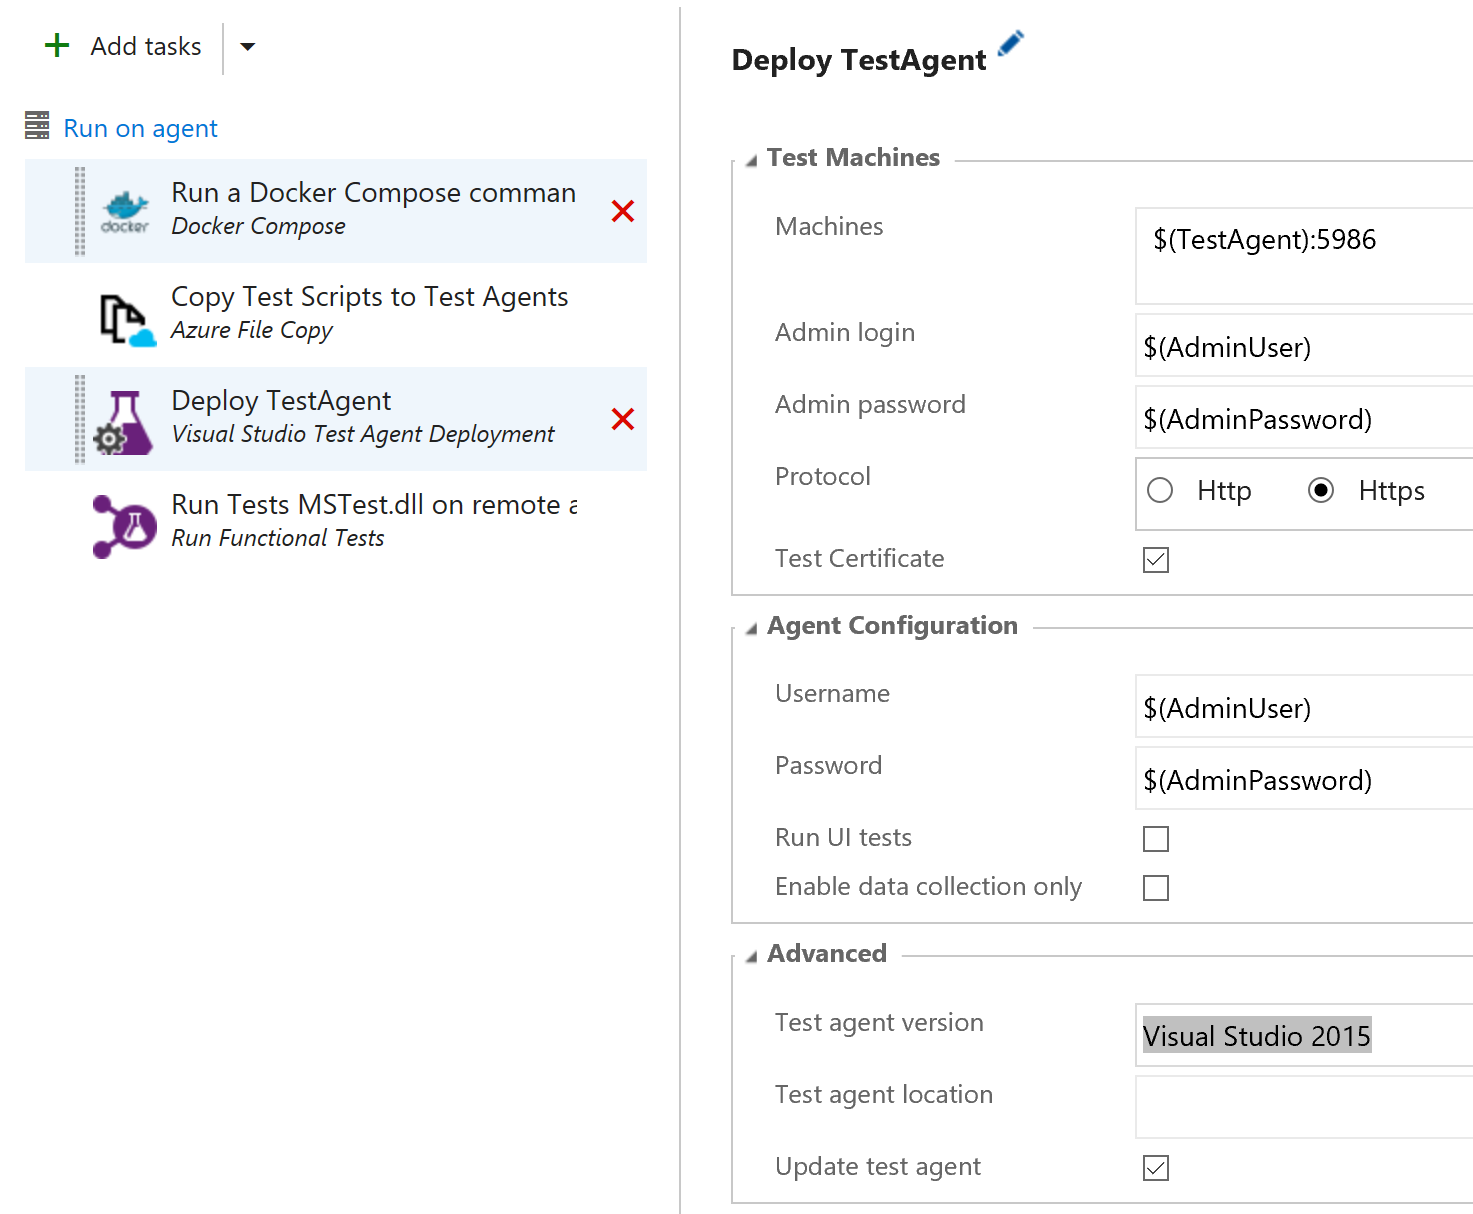 Add tasks
Run on agent
docker
Run a Docker Compose comman
Docker Compose
Copy Test Scripts to Test Agents
Azure File Copy
Deploy TestAgent
Visual Studio Test Agent Deployment
Run Tests MSTest.dll on remote a
Run Functional Tests
Deploy TestAgent
Test Machines
Machines
$(TestAgent):5986
Admin login
$(AdminUser)
Admin password
$(AdminPassword)
Protocol
Http Https
Test Certificate
Agent Configuration
Username
$(AdminUser)
Password
$(AdminPassword)
Run UI tests
Enable data collection only
Advanced
Test agent version
Visual Studio 2015
Test agent location
Update test agent